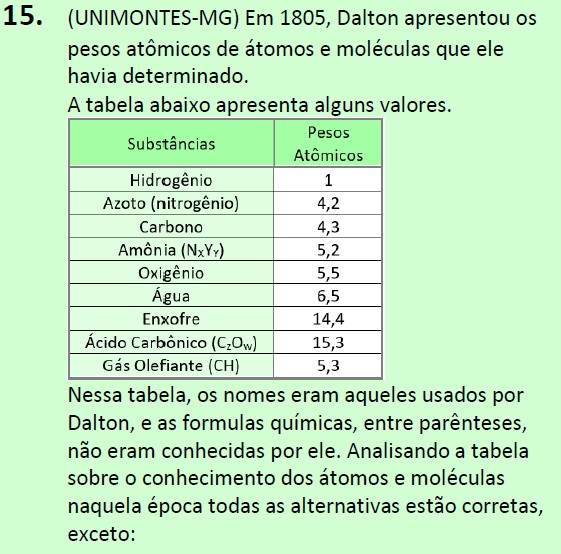 15. (UNIMONTES-MG) Em 1805, Dalton apresentou os
pesos atômicos de átomos e moléculas que ele
havia determinado.
A tabela abaixo apresenta alguns valores.
Substâncias Pesos Atômicos
Hidrogênio 1
Azoto (nitrogênio) 4,2
Carbono 4,3
Amônia (NₓYᵧ) 5,2
Oxigênio 5,5
Água 6,5
Enxofre 14,4
Ácido Carbônico (CzOw) 15,3
Gás Olefiante (CH) 5,3
Nessa tabela, os nomes eram aqueles usados por
Dalton, e as formulas químicas, entre parênteses,
não eram conhecidas por ele. Analisando a tabela
sobre o conhecimento dos átomos e moléculas
naquela época todas as alternativas estão corretas,
exceto: